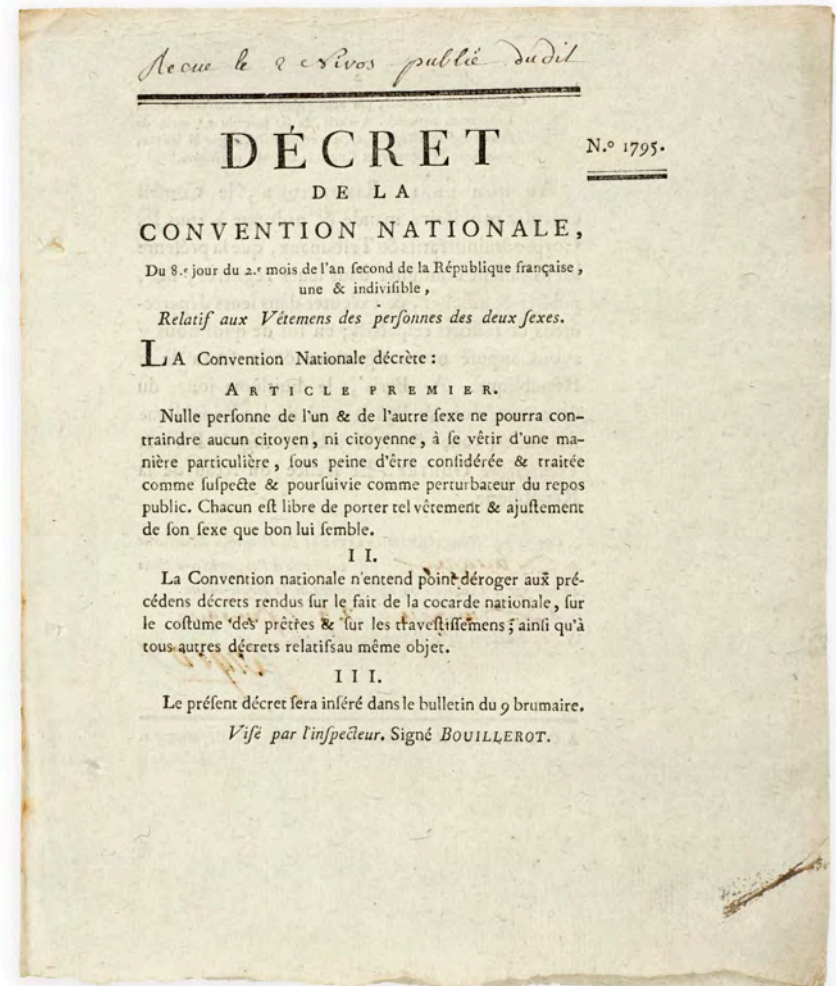 Recue le 2 Nivos publié dudit
DÉCRET
N.º 1795.
DE LA
CONVENTION NATIONALE,
Du 8.e jour du 2.e mois de l'an ſecond de la République françaiſe,
une & indiviſible,
Relatif aux Vêtemens des perſonnes des deux ſexes.
LA Convention Nationale décrète :
ARTICLE PREMIER.
Nulle perſonne de l'un & de l'autre ſexe ne pourra con-
traindre aucun citoyen, ni citoyenne, à ſe vêtir d'une ma-
nière particulière, ſous peine d'être conſidérée & traitée
comme ſuſpecte & pourſuivie comme perturbateur du repos
public. Chacun eſt libre de porter tel vêtement & ajuſtement
de ſon ſexe que bon lui ſemble.
II.
La Convention nationale n'entend point déroger aux pré-
cédens décrets rendus ſur le fait de la cocarde nationale, ſur
le coſtume des prêtres & ſur les traveſtiſſemens ; ainſi qu'à
tous autres décrets relatifsau même objet.
III.
Le préſent décret ſera inſéré dans le bulletin du 9 brumaire.
Viſé par l'inſpecteur. Signé BOUILLEROT.